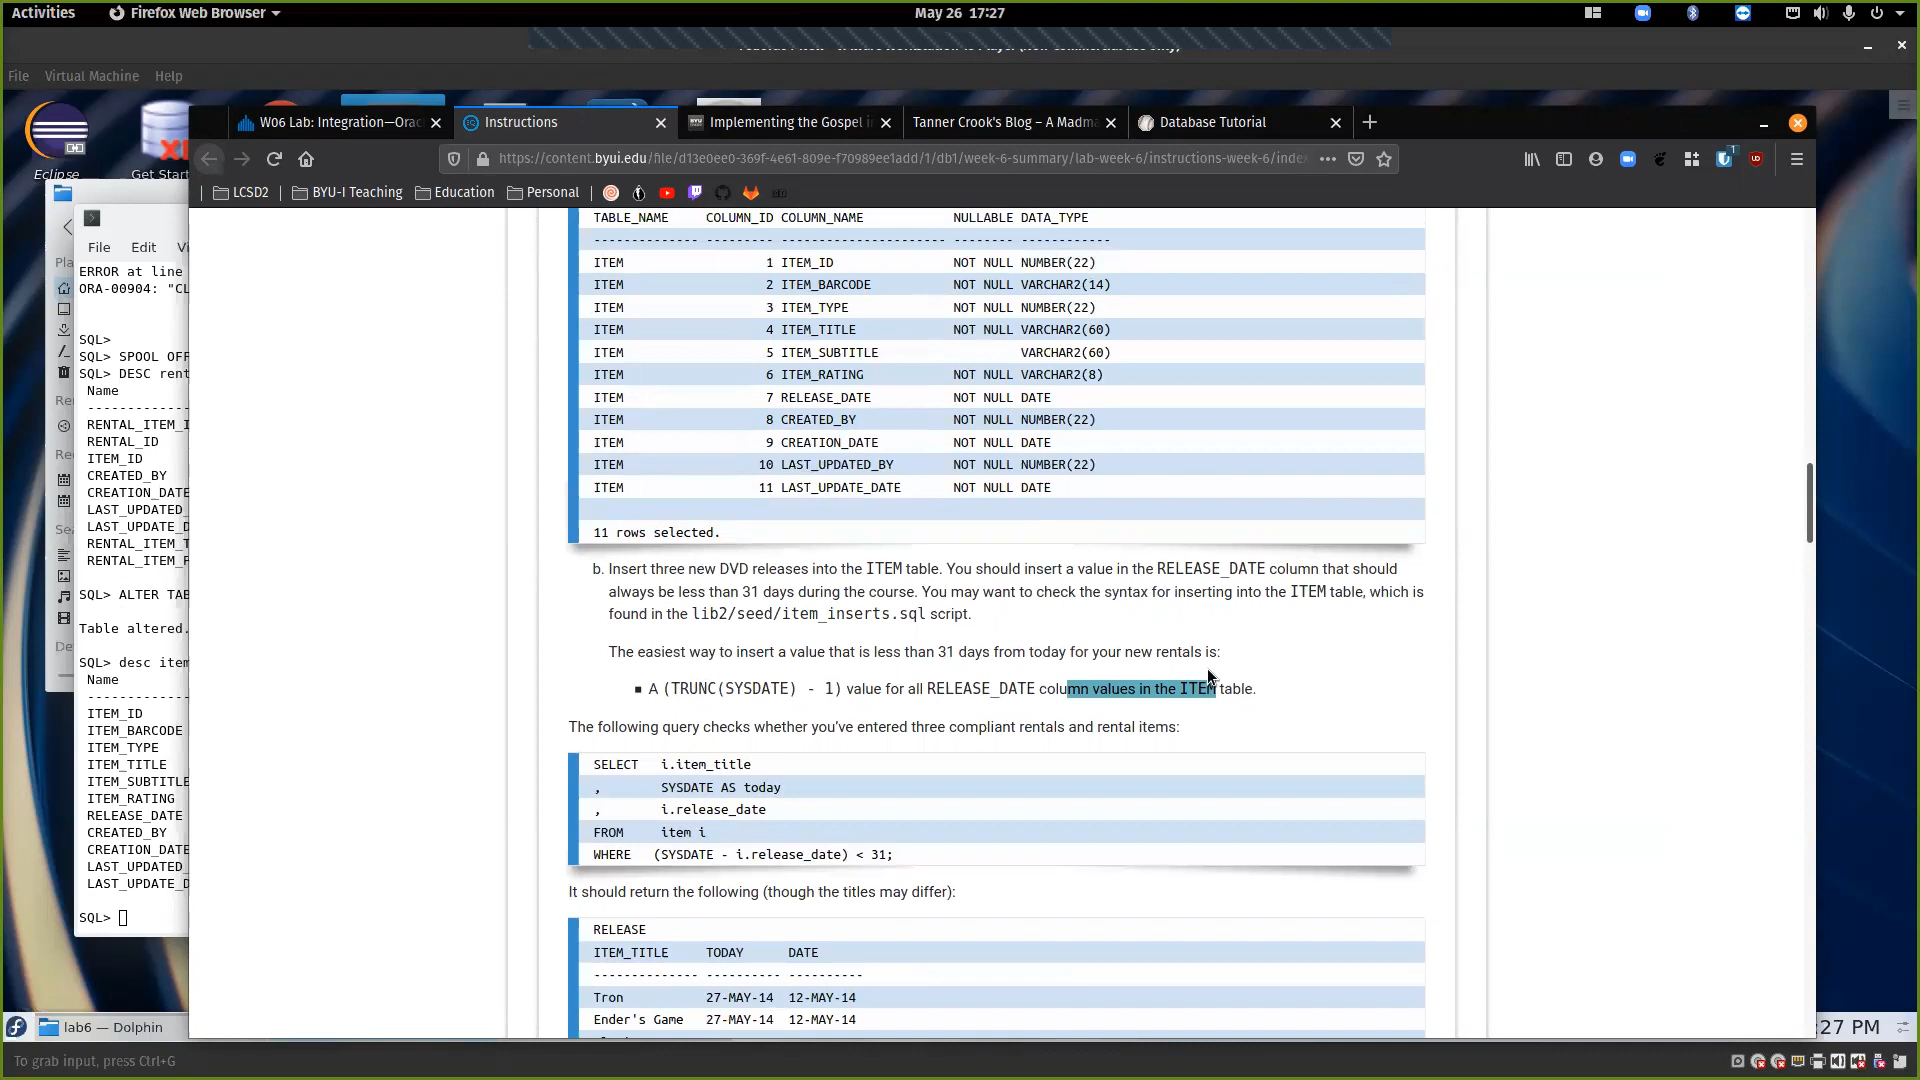 Activities Firefox Web Browser May 26 17:27
File Virtual Machine Help
W06 Lab: Integration—Orac Instructions Implementing the Gospel i Tanner Crook's Blog – A Madma Database Tutorial
https://content.byui.edu/file/d13e0ee0-369f-4e61-809e-f70989ee1add/1/db1/week-6-summary/lab-week-6/instructions-week-6/inde
LCSD2 BYU-I Teaching Education Personal
Eclipse Get Start
File Edit Vi
ERROR at line
ORA-00904: "CL
SQL>
SQL> SPOOL OFF
SQL> DESC rent
Name
--------------
RENTAL_ITEM_I
RENTAL_ID
ITEM_ID
CREATED_BY
CREATION_DATE
LAST_UPDATED_
LAST_UPDATE_D
RENTAL_ITEM_T
RENTAL_ITEM_P
SQL> ALTER TAB
Table altered.
SQL> desc item
Name
--------------
ITEM_ID
ITEM_BARCODE
ITEM_TYPE
ITEM_TITLE
ITEM_SUBTITLE
ITEM_RATING
RELEASE_DATE
CREATED_BY
CREATION_DATE
LAST_UPDATED_
LAST_UPDATE_D
SQL>
TABLE_NAME COLUMN_ID COLUMN_NAME NULLABLE DATA_TYPE
-------------- --------- ---------------------- -------- ------------
ITEM 1 ITEM_ID NOT NULL NUMBER(22)
ITEM 2 ITEM_BARCODE NOT NULL VARCHAR2(14)
ITEM 3 ITEM_TYPE NOT NULL NUMBER(22)
ITEM 4 ITEM_TITLE NOT NULL VARCHAR2(60)
ITEM 5 ITEM_SUBTITLE VARCHAR2(60)
ITEM 6 ITEM_RATING NOT NULL VARCHAR2(8)
ITEM 7 RELEASE_DATE NOT NULL DATE
ITEM 8 CREATED_BY NOT NULL NUMBER(22)
ITEM 9 CREATION_DATE NOT NULL DATE
ITEM 10 LAST_UPDATED_BY NOT NULL NUMBER(22)
ITEM 11 LAST_UPDATE_DATE NOT NULL DATE
11 rows selected.
b. Insert three new DVD releases into the ITEM table. You should insert a value in the RELEASE_DATE column that should
always be less than 31 days during the course. You may want to check the syntax for inserting into the ITEM table, which is
found in the lib2/seed/item_inserts.sql script.
The easiest way to insert a value that is less than 31 days from today for your new rentals is:
▪ A (TRUNC(SYSDATE) - 1) value for all RELEASE_DATE column values in the ITEM table.
The following query checks whether you've entered three compliant rentals and rental items:
SELECT i.item_title
, SYSDATE AS today
, i.release_date
FROM item i
WHERE (SYSDATE - i.release_date) < 31;
It should return the following (though the titles may differ):
RELEASE
ITEM_TITLE TODAY DATE
-------------- ---------- ----------
Tron 27-MAY-14 12-MAY-14
Ender's Game 27-MAY-14 12-MAY-14
lab6 — Dolphin :27 PM
To grab input, press Ctrl+G